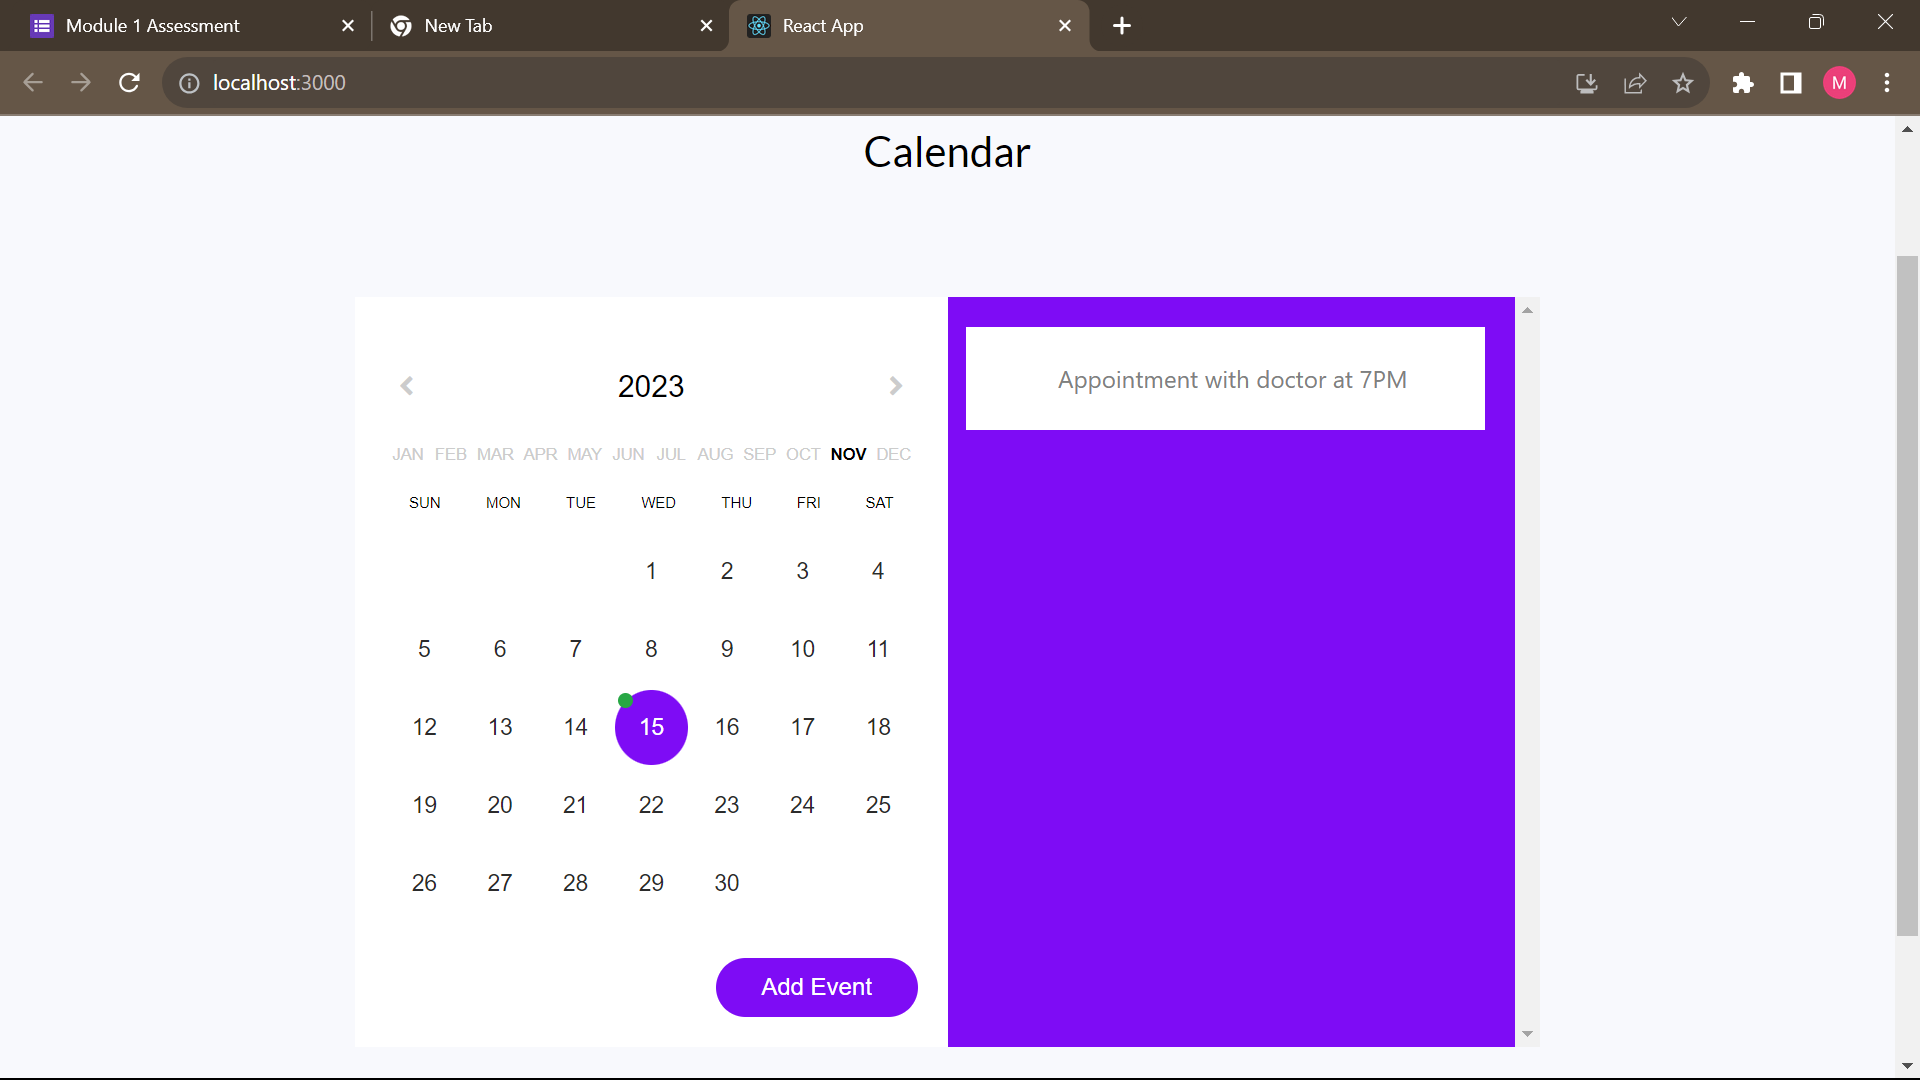 Module 1 Assessment
New Tab
React App
localhost:3000
M
Calendar
2023
JAN FEB MAR APR MAY JUN JUL AUG SEP OCT NOV DEC
SUN MON TUE WED THU FRI SAT
1 2 3 4
5 6 7 8 9 10 11
12 13 14 15 16 17 18
19 20 21 22 23 24 25
26 27 28 29 30
Add Event
Appointment with doctor at 7PM